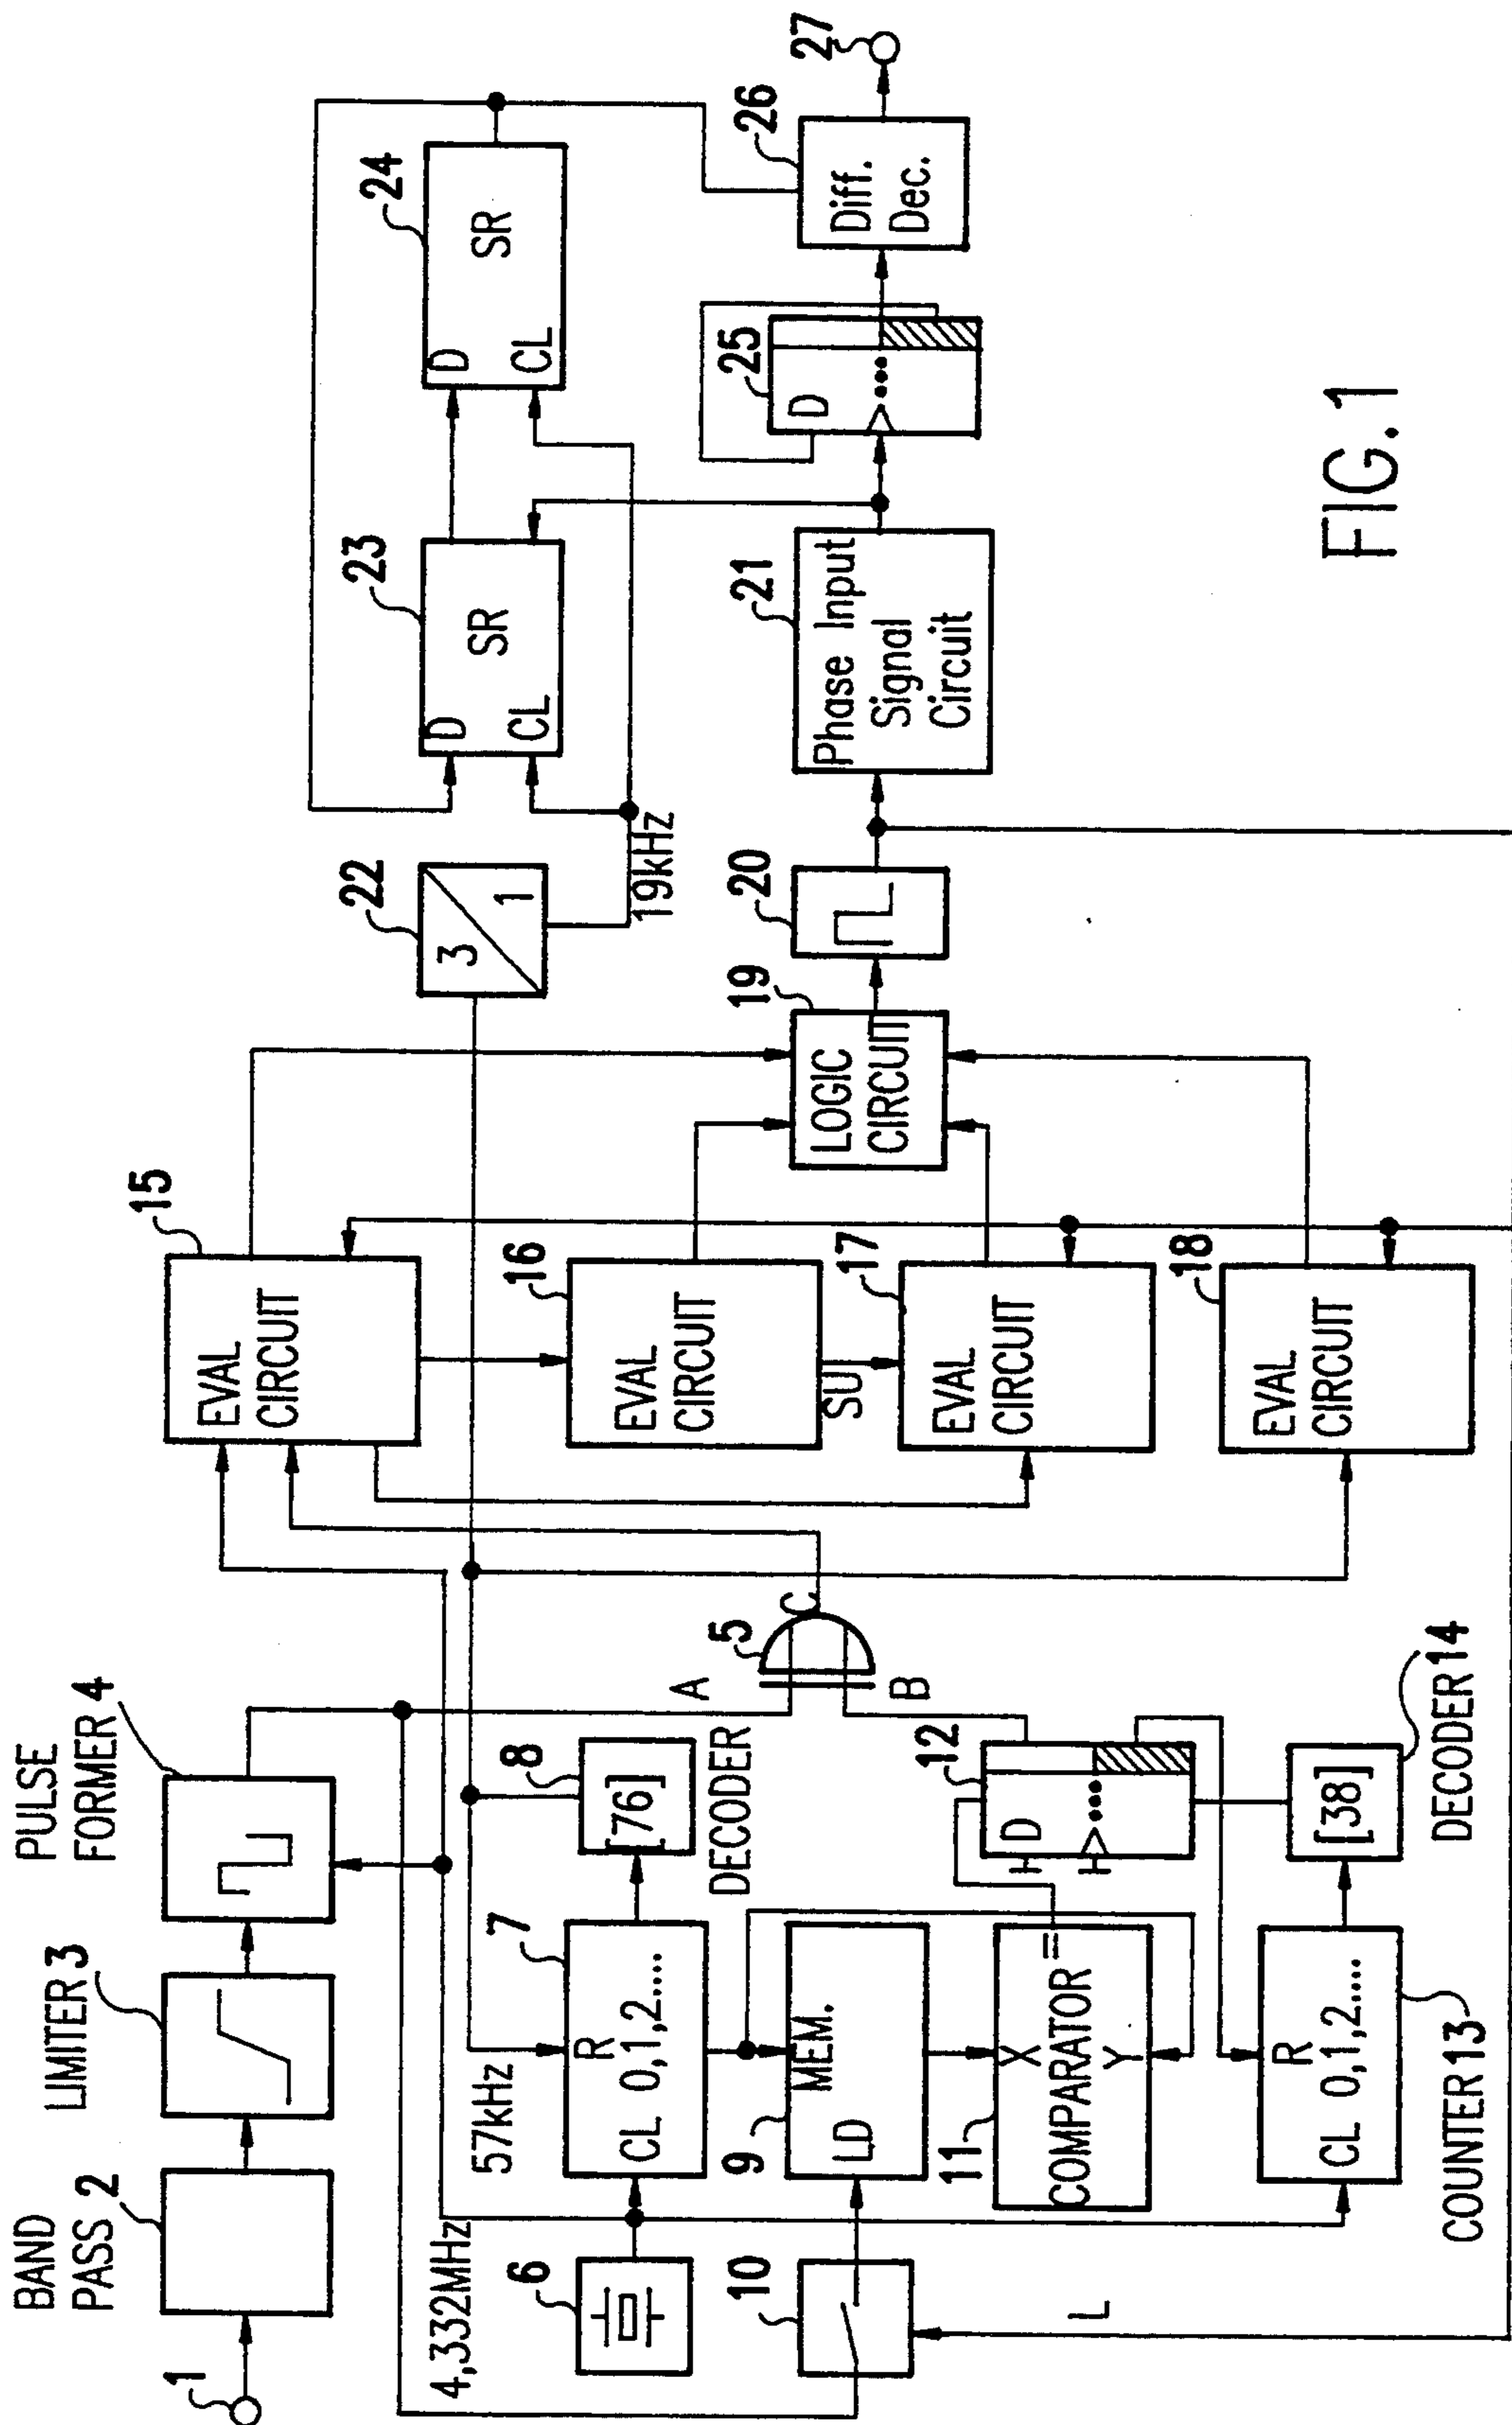 1
BAND
PASS 2
LIMITER 3
PULSE
FORMER 4
4,332MHz
57kHz
6
7
R
CL 0,1,2....
8
[76]
DECODER
9
MEM.
LD
10
L
11
X
COMPARATOR =
Y
12
D
COUNTER 13
R
CL 0,1,2....
[38]
DECODER 14
A
B
C
5
15
EVAL
CIRCUIT
16
EVAL
CIRCUIT
SU
17
EVAL
CIRCUIT
18
EVAL
CIRCUIT
19
LOGIC
CIRCUIT
20
21
Phase Input
Signal
Circuit
22
3
1
19kHz
23
D
SR
CL
24
D
SR
CL
25
D
26
Diff.
Dec.
27
FIG. 1